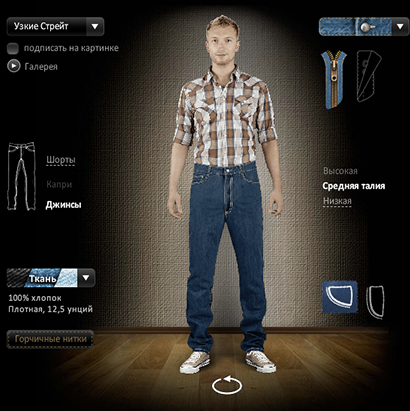 Узкие Стрейт
подписать на картинке
Галерея
Шорты
Капри
Джинсы
Высокая
Средняя талия
Низкая
Ткань
100% хлопок
Плотная, 12,5 унций
Горчичные нитки